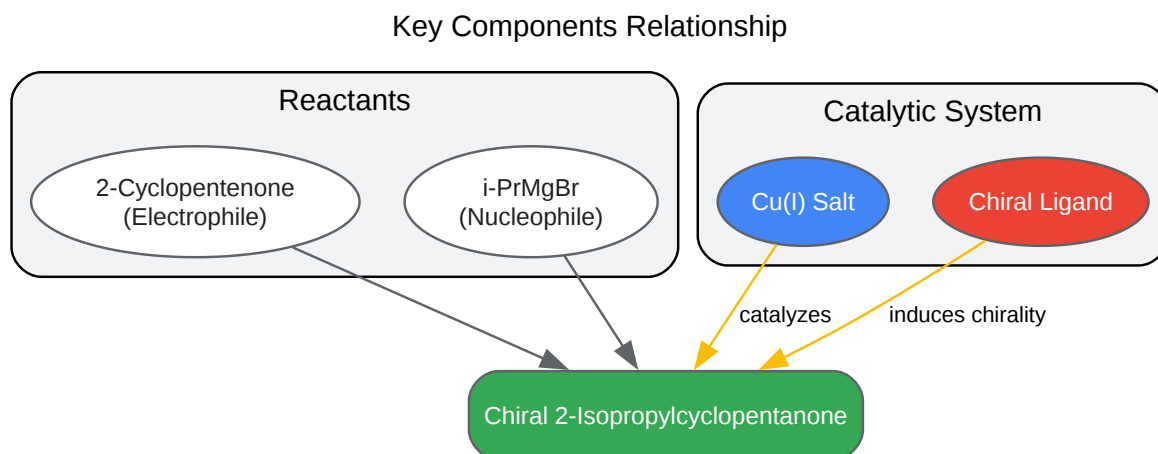 Key Components Relationship
Reactants
Catalytic System
2-Cyclopentenone
(Electrophile)
i-PrMgBr
(Nucleophile)
Cu(I) Salt
Chiral Ligand
catalyzes
induces chirality
Chiral 2-Isopropylcyclopentanone